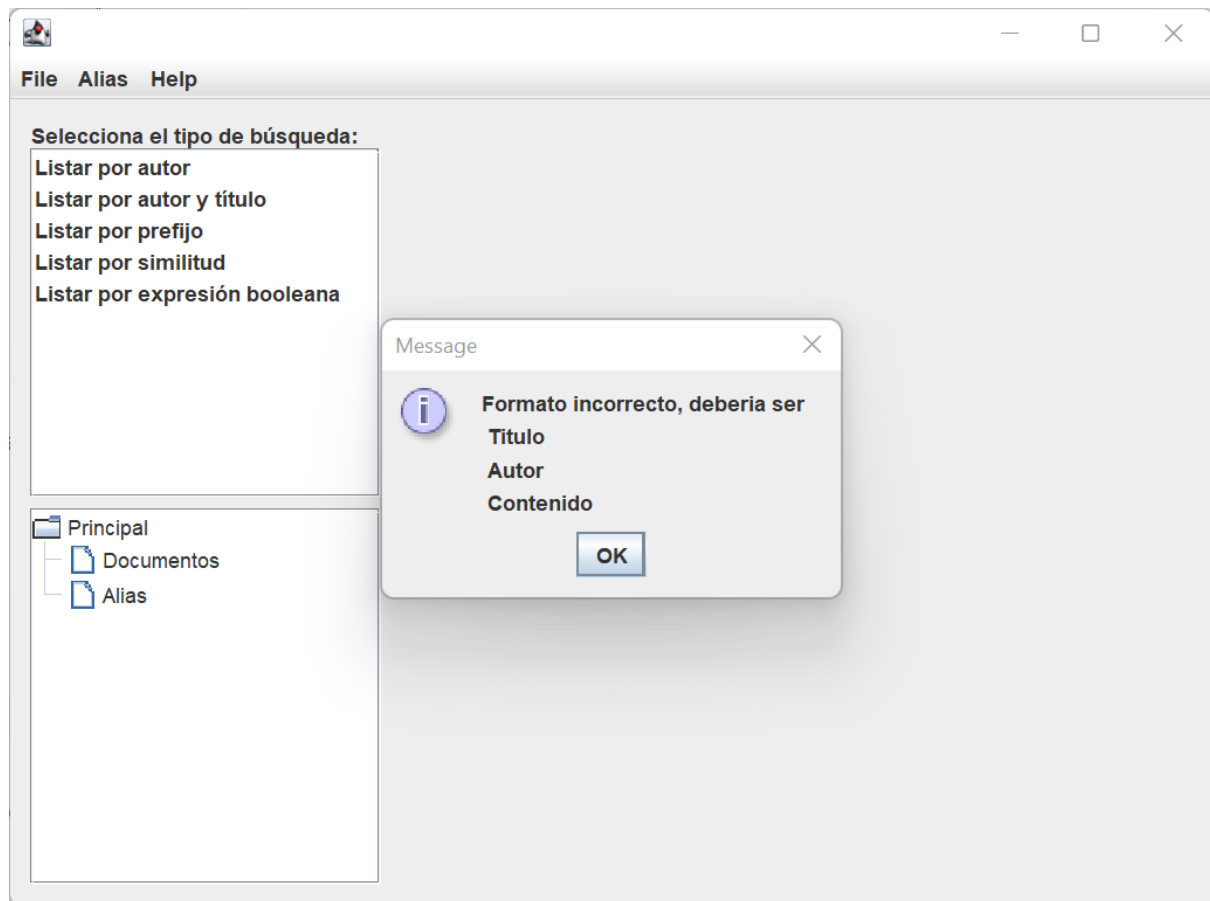 File Alias Help
Selecciona el tipo de búsqueda:
Listar por autor
Listar por autor y título
Listar por prefijo
Listar por similitud
Listar por expresión booleana
Message
Formato incorrecto, deberia ser
Titulo
Autor
Contenido
OK
Principal
Documentos
Alias